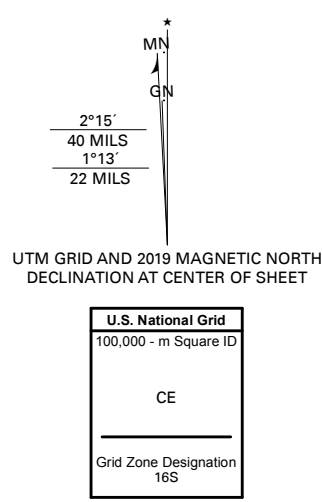 ★
MN
GN
2°15´
40 MILS
1°13´
22 MILS
UTM GRID AND 2019 MAGNETIC NORTH
DECLINATION AT CENTER OF SHEET
U.S. National Grid
100,000 - m Square ID
CE
Grid Zone Designation
16S